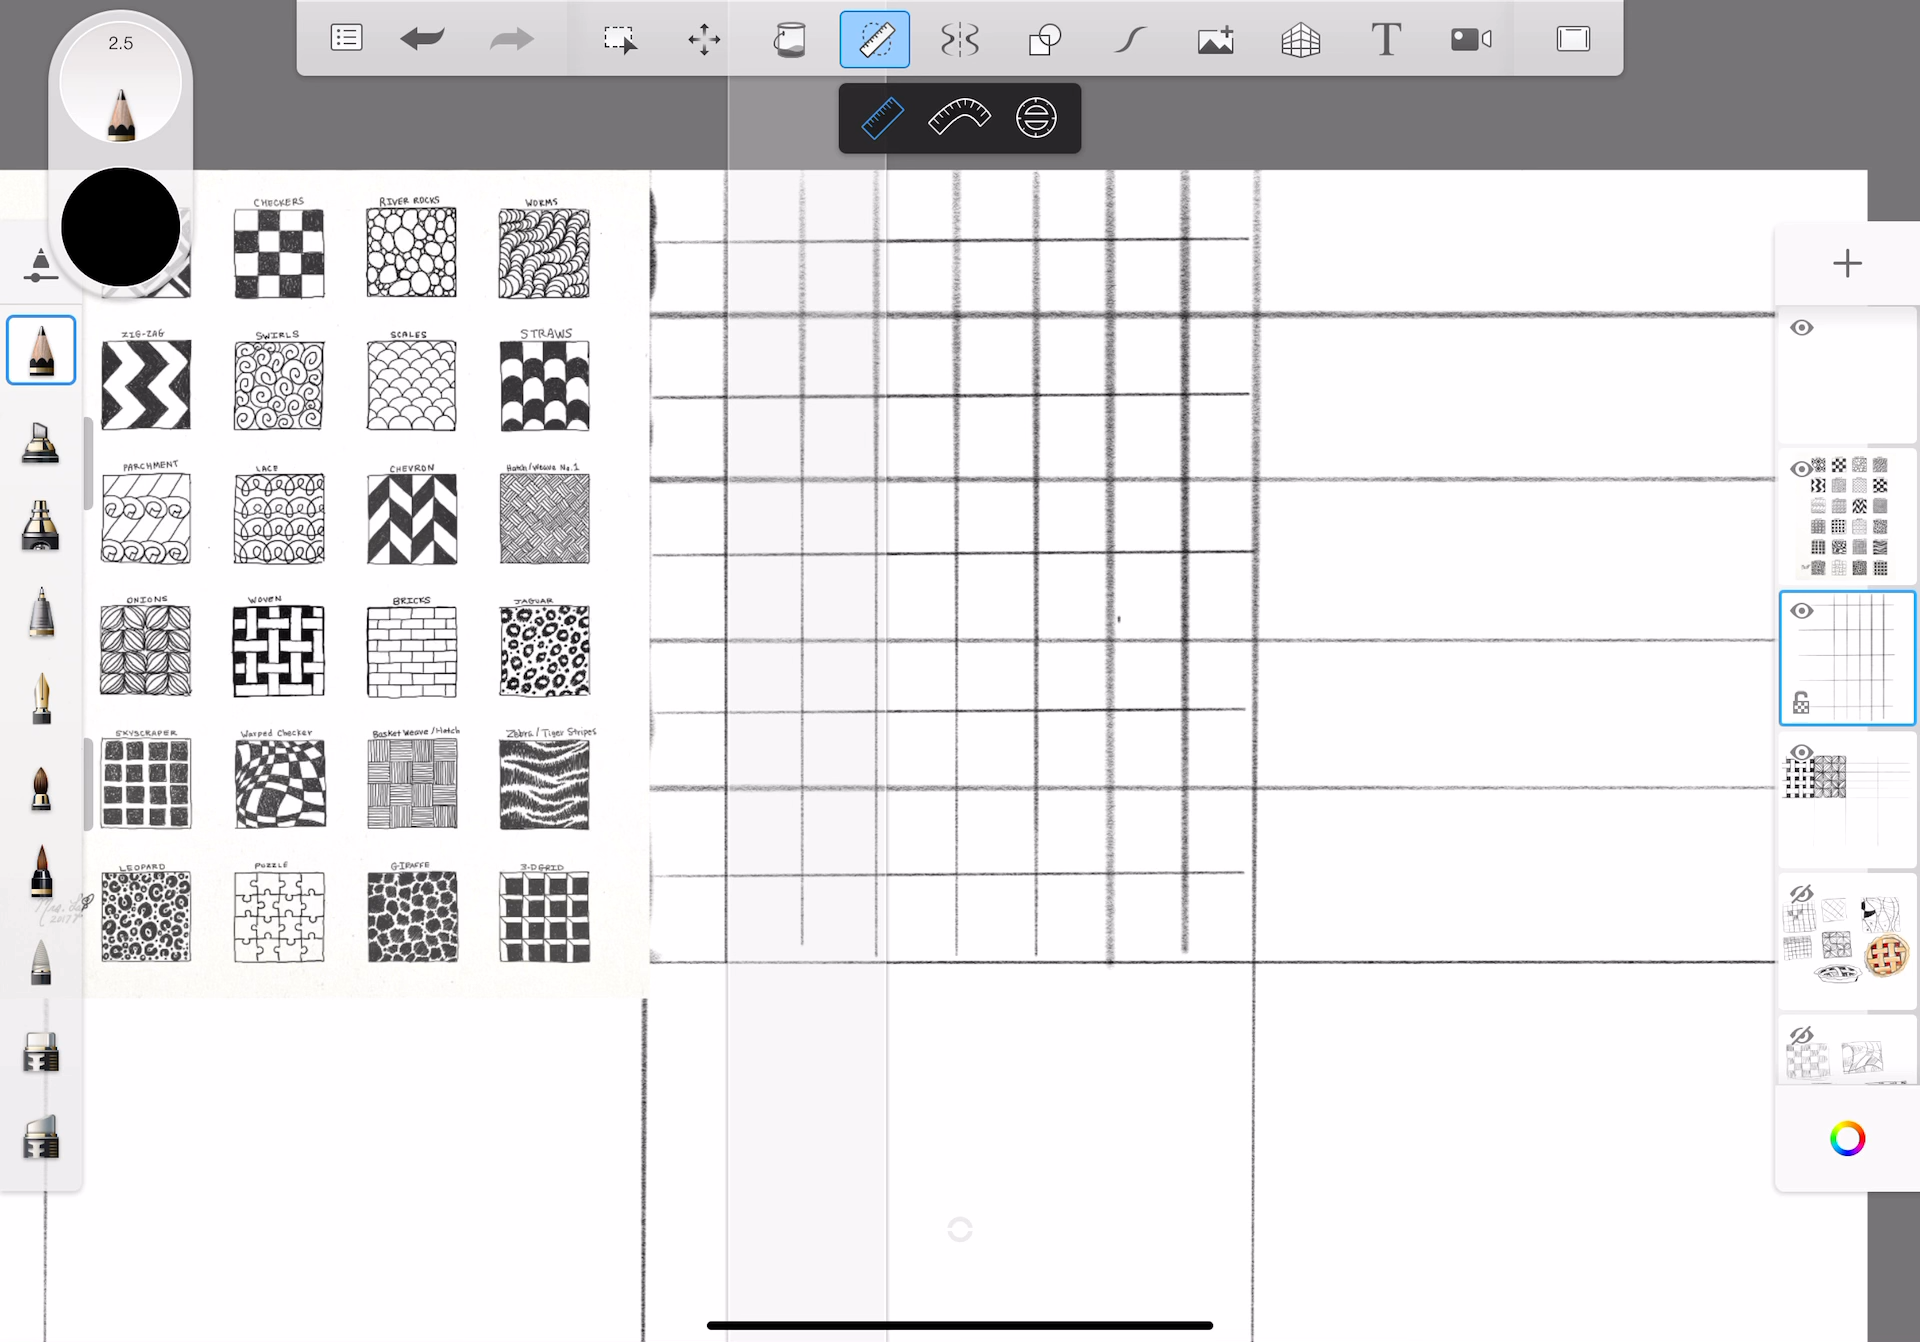 2.5
T
CHECKERS RIVER ROCKS WORMS
ZIG-ZAG SWIRLS SCALES STRAWS
PARCHMENT LACE CHEVRON Hatch/Weave No.1
ONIONS WOVEN BRICKS JAGUAR
SKYSCRAPER Warped Checker Basket Weave/Hatch Zebra/Tiger Stripes
LEOPARD PUZZLE GIRAFFE 3-D GRID
2017